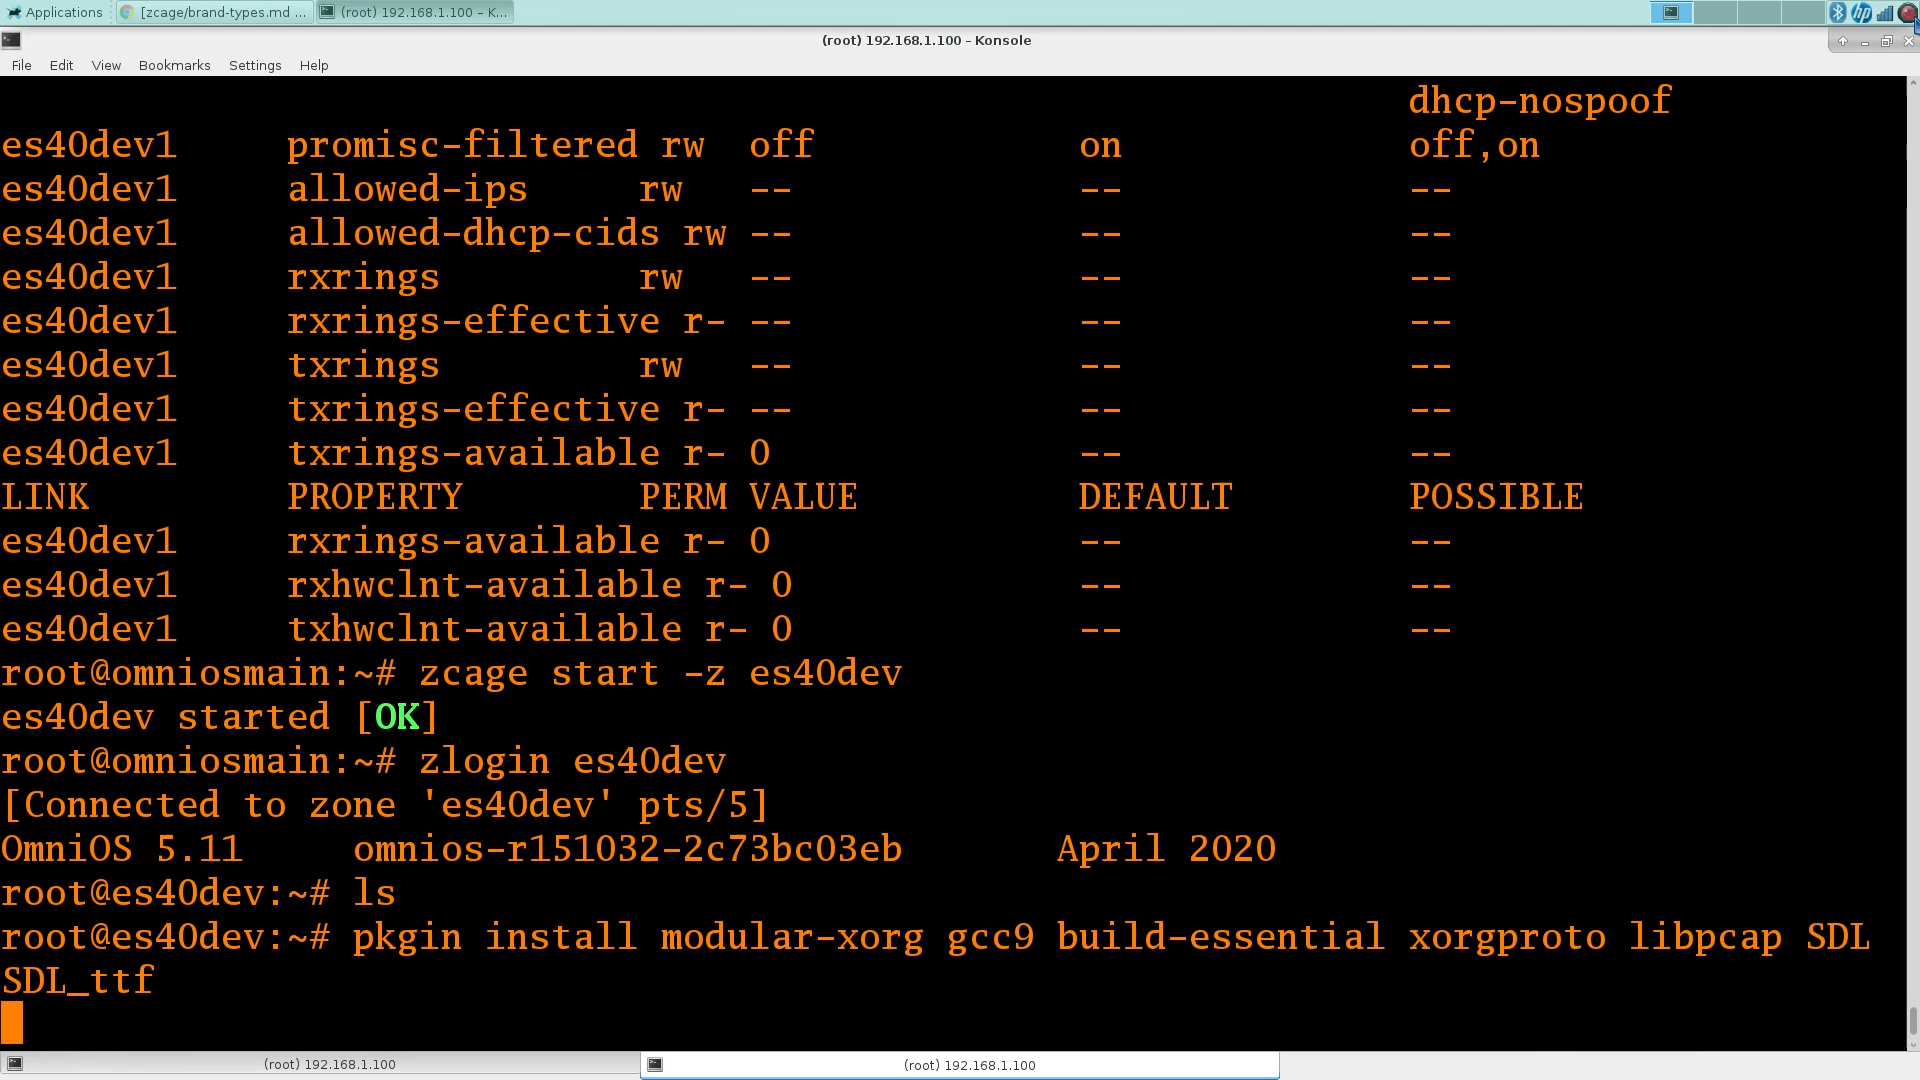 Applications
[zcage/brand-types.md ...
(root) 192.168.1.100 – K...
(root) 192.168.1.100 – Konsole
File Edit View Bookmarks Settings Help
dhcp-nospoof
es40dev1 promisc-filtered rw off on off,on
es40dev1 allowed-ips rw -- -- --
es40dev1 allowed-dhcp-cids rw -- -- --
es40dev1 rxrings rw -- -- --
es40dev1 rxrings-effective r- -- -- --
es40dev1 txrings rw -- -- --
es40dev1 txrings-effective r- -- -- --
es40dev1 txrings-available r- 0 -- --
LINK PROPERTY PERM VALUE DEFAULT POSSIBLE
es40dev1 rxrings-available r- 0 -- --
es40dev1 rxhwclnt-available r- 0 -- --
es40dev1 txhwclnt-available r- 0 -- --
root@omniosmain:~# zcage start -z es40dev
es40dev started [OK]
root@omniosmain:~# zlogin es40dev
[Connected to zone 'es40dev' pts/5]
OmniOS 5.11 omnios-r151032-2c73bc03eb April 2020
root@es40dev:~# ls
root@es40dev:~# pkgin install modular-xorg gcc9 build-essential xorgproto libpcap SDL
SDL_ttf
(root) 192.168.1.100
(root) 192.168.1.100